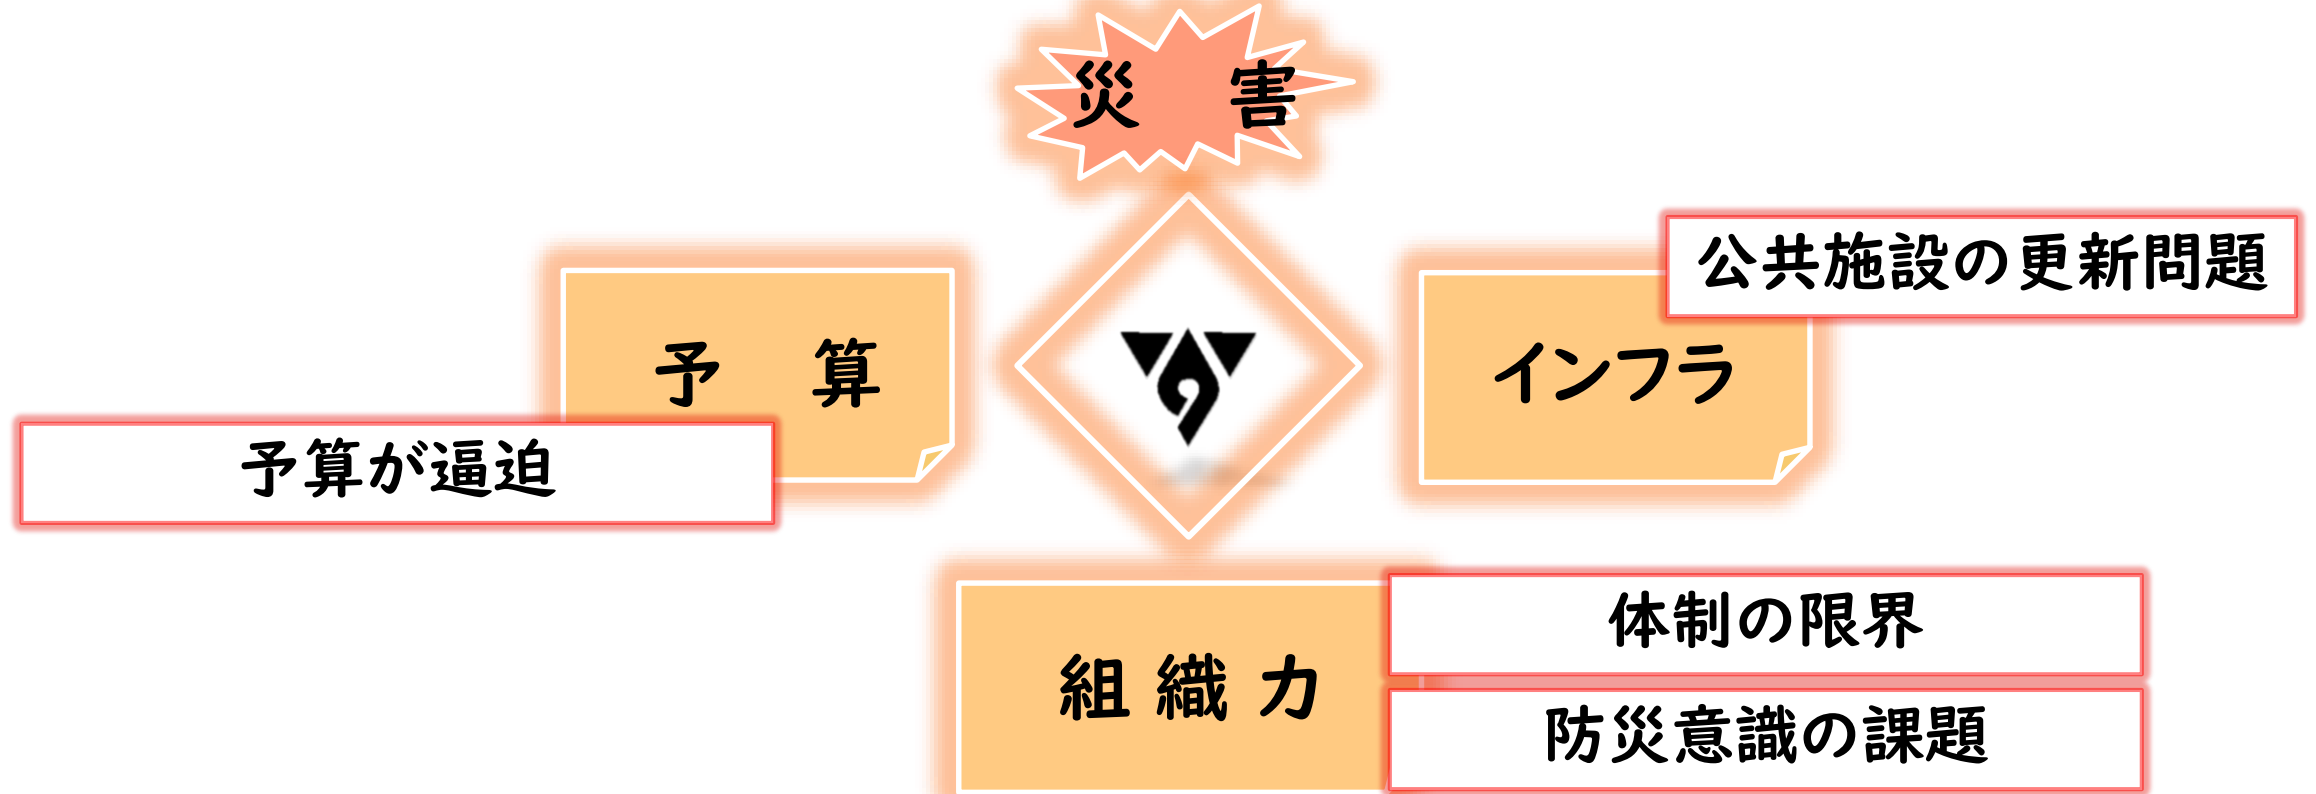 災　害
公共施設の更新問題
予　算
インフラ
予算が逼迫
体制の限界
組織力
防災意識の課題